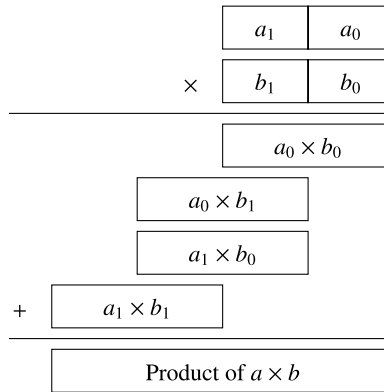 a₁ a₀
× b₁ b₀
a₀ × b₀
a₀ × b₁
a₁ × b₀
+ a₁ × b₁
Product of a × b